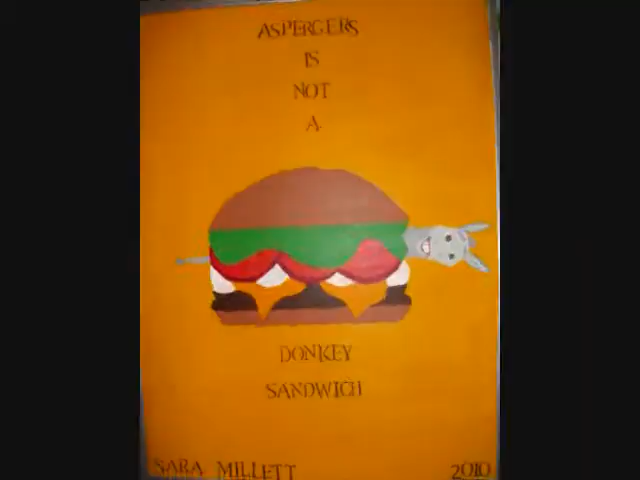 ASPERGERS
IS
NOT
A
DONKEY
SANDWICH
SARA MILLETT 2010